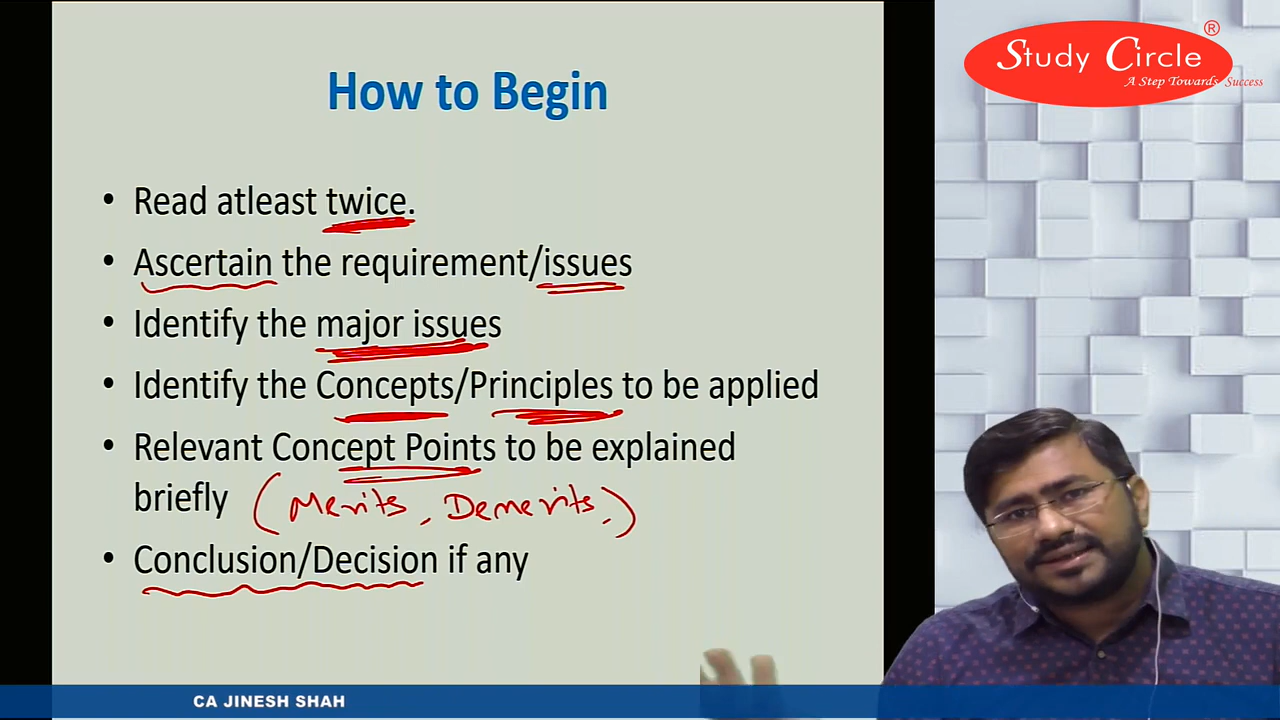 How to Begin
• Read atleast twice.
• Ascertain the requirement/issues
• Identify the major issues
• Identify the Concepts/Principles to be applied
• Relevant Concept Points to be explained
briefly (Merits, Demerits,)
• Conclusion/Decision if any
Study Circle ®
A Step Towards Success
CA JINESH SHAH